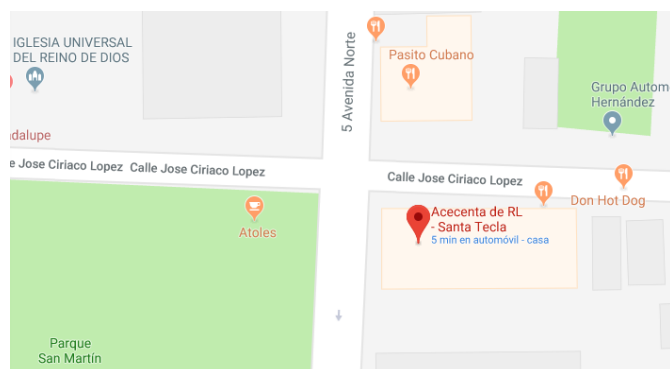 IGLESIA UNIVERSAL
DEL REINO DE DIOS
5 Avenida Norte
Pasito Cubano
Grupo Autom
Hernández
dalupe
e Jose Ciriaco Lopez
Calle Jose Ciriaco Lopez
Calle Jose Ciriaco Lopez
Don Hot Dog
Atoles
Acecenta de RL
- Santa Tecla
5 min en automóvil - casa
Parque
San Martín